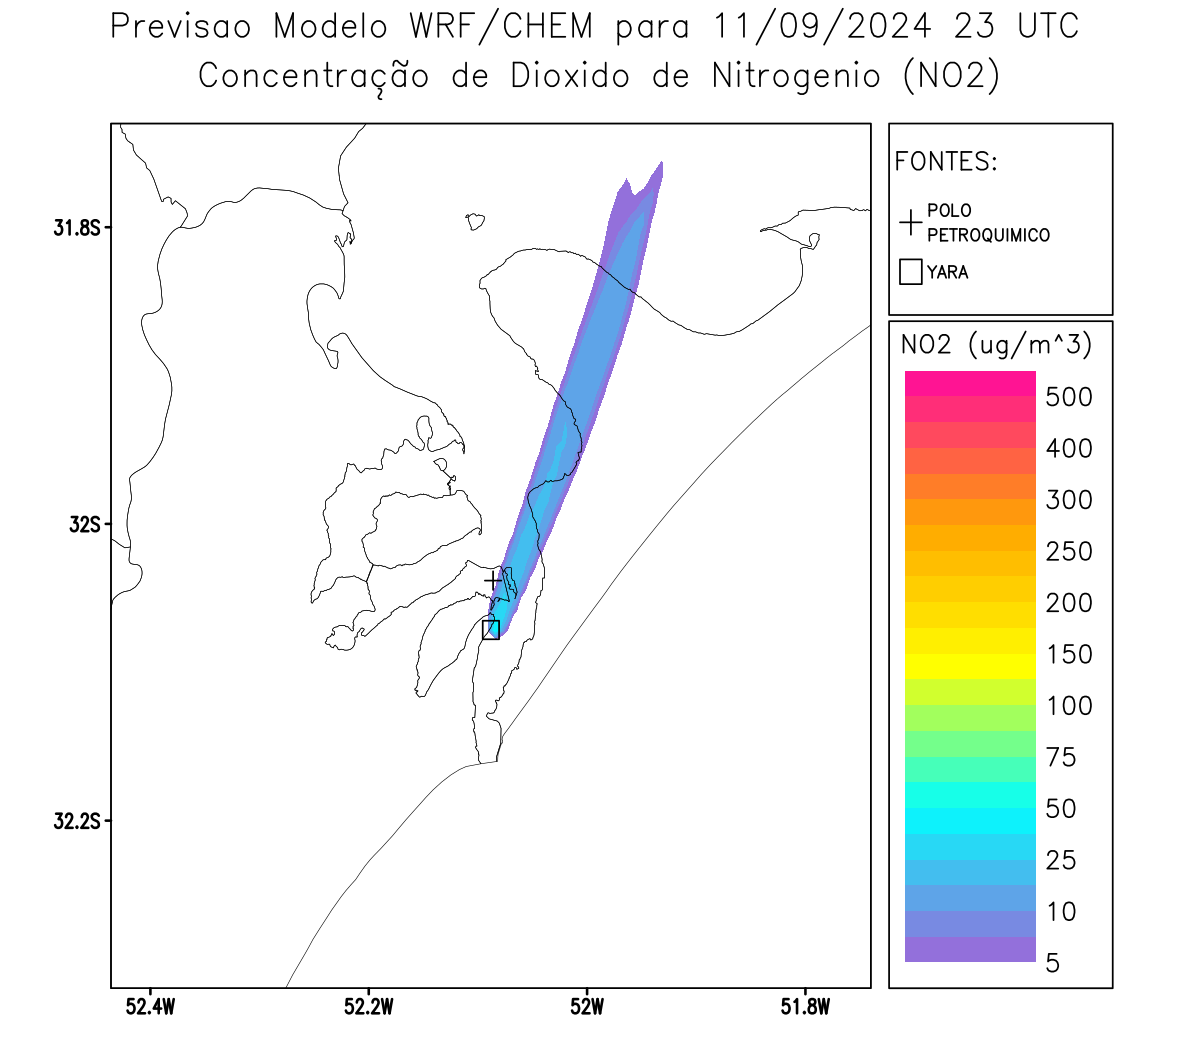 Previsao Modelo WRF/CHEM para 11/09/2024 23 UTC
Concentração de Dioxido de Nitrogenio (NO2)
FONTES:
POLO
PETROQUIMICO
YARA
31.8S
32S
32.2S
52.4W
52.2W
52W
51.8W
NO2 (ug/m^3)
500
400
300
250
200
150
100
75
50
25
10
5